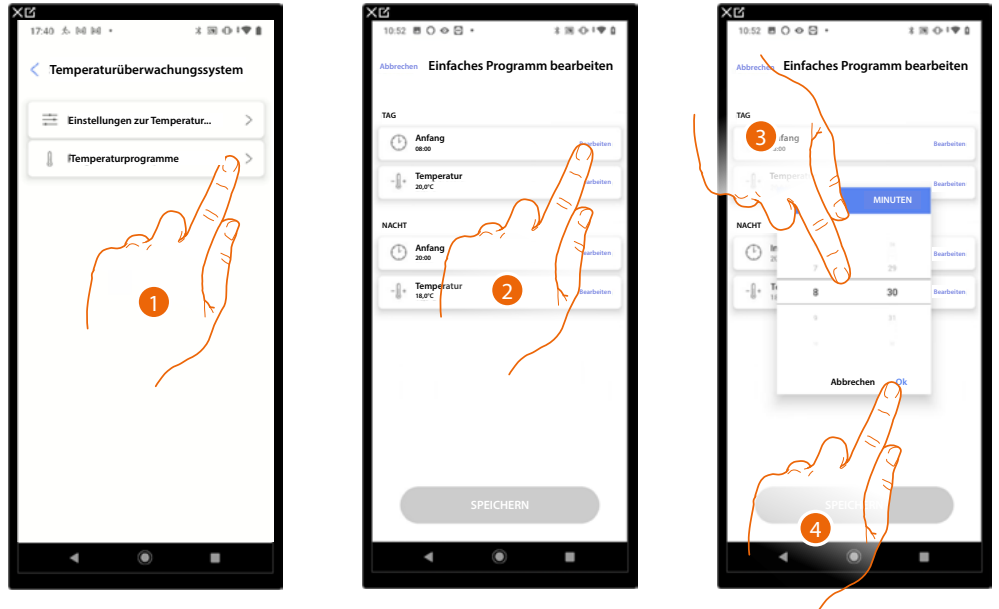 17:40
Temperaturüberwachungssystem
Einstellungen zur Temperatur...
Temperaturprogramme
1
10:52
Abbrechen Einfaches Programm bearbeiten
TAG
Anfang
08:00
Bearbeiten
Temperatur
20,0°C
NACHT
Anfang
20:00
Bearbeiten
Temperatur
18,0°C
Bearbeiten
2
SPEICHERN
10:52
Abbrechen Einfaches Programm bearbeiten
TAG
3
Bearbeiten
Temperatur
Bearbeiten
MINUTEN
NACHT
Bearbeiten
7 29
8 30
Bearbeiten
9 31
Abbrechen Ok
4